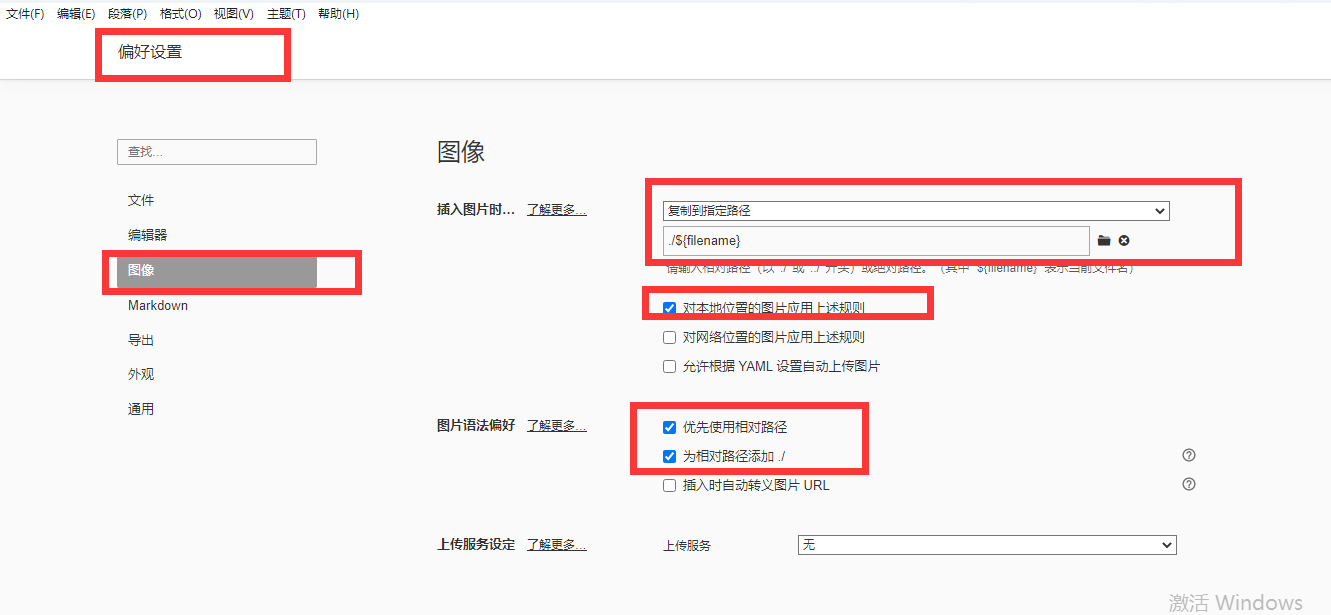 文件(F) 编辑(E) 段落(P) 格式(O) 视图(V) 主题(T) 帮助(H)
偏好设置
查找...
文件
编辑器
图像
Markdown
导出
外观
通用
图像
插入图片时... 了解更多...
复制到指定路径
./${filename}
请输入相对路径（以 ./ 或 ../ 开头）或绝对路径。（其中 ${filename} 表示当前文件名）
对本地位置的图片应用上述规则
对网络位置的图片应用上述规则
允许根据 YAML 设置自动上传图片
图片语法偏好 了解更多...
优先使用相对路径
为相对路径添加 ./
插入时自动转义图片 URL
上传服务设定 了解更多...
上传服务 无
激活 Windows